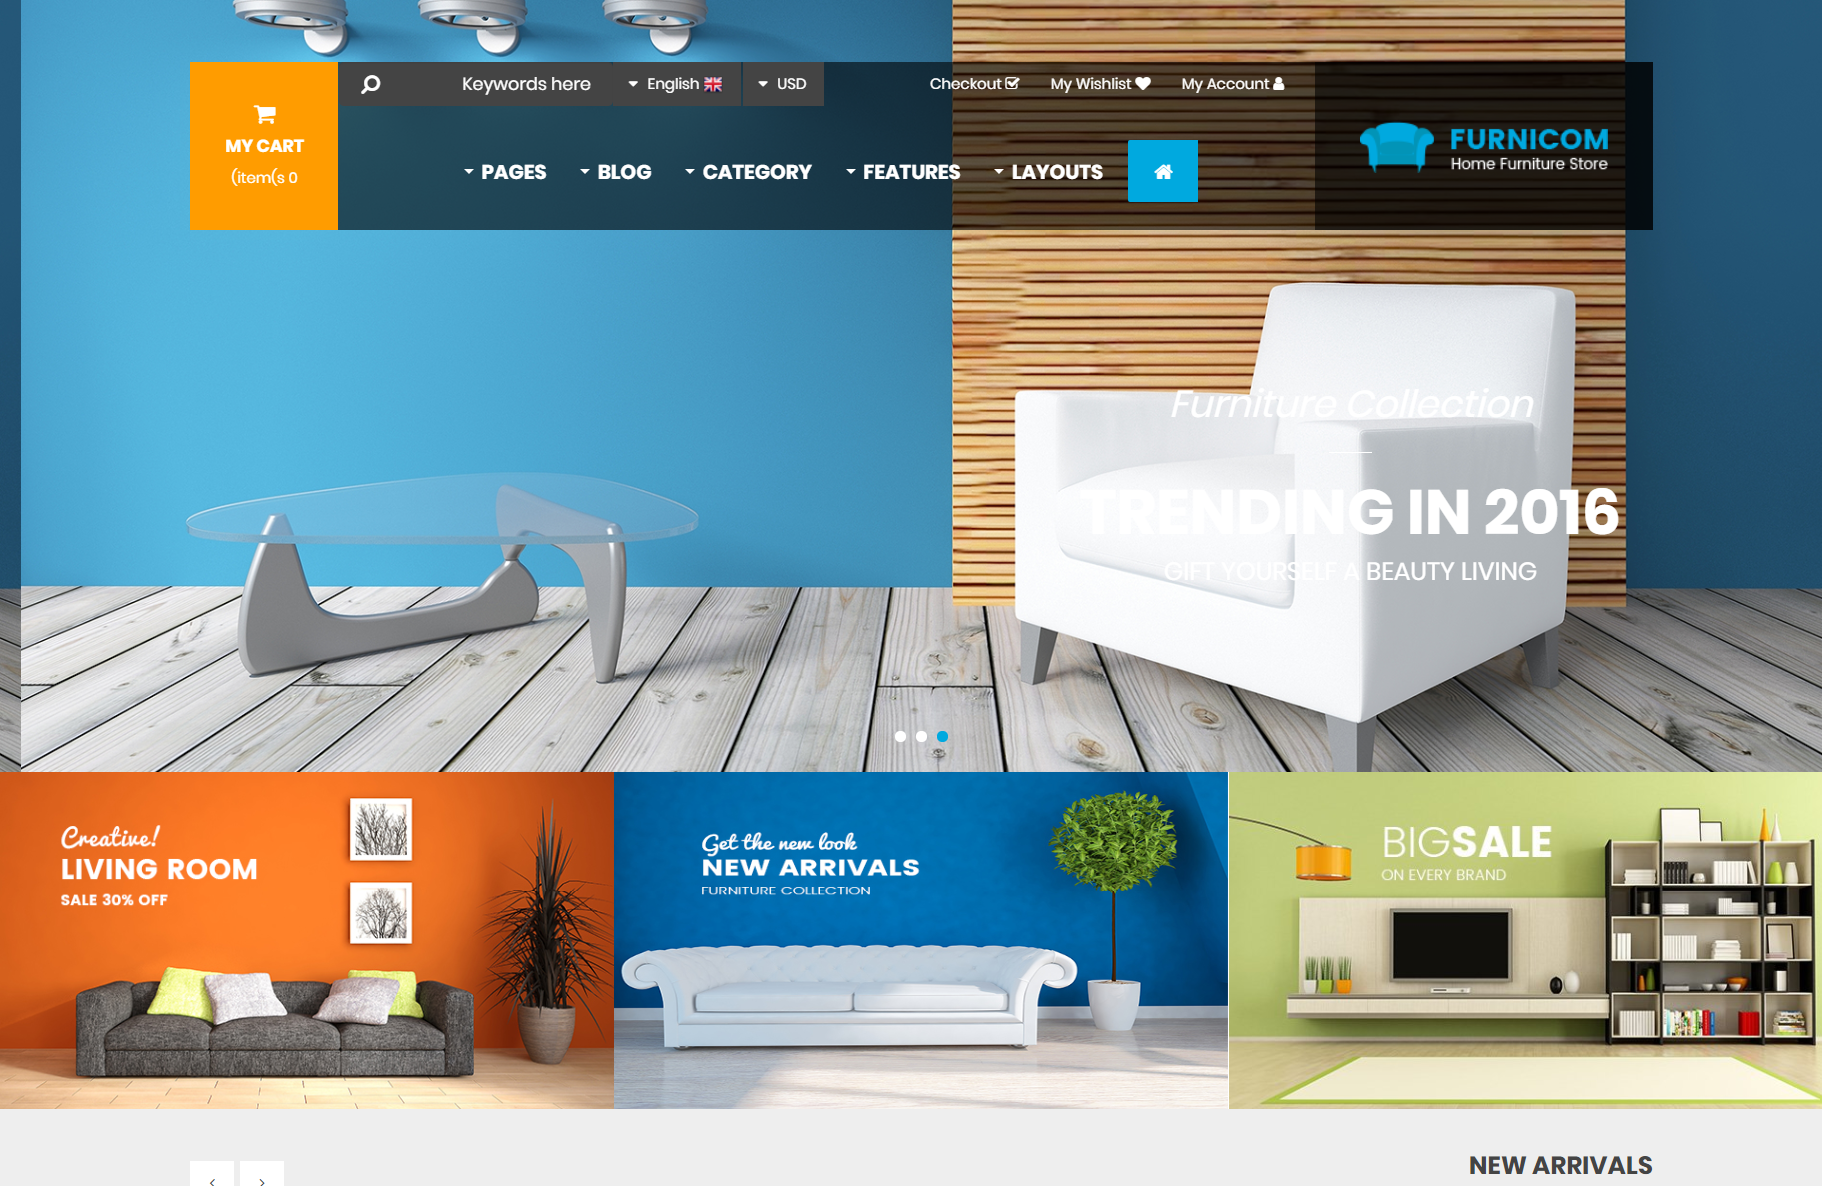 Keywords here
English
USD
Checkout
My Wishlist
My Account
MY CART
(item(s 0
PAGES
BLOG
CATEGORY
FEATURES
LAYOUTS
FURNICOM
Home Furniture Store
Furniture Collection
TRENDING IN 2016
GIFT YOURSELF A BEAUTY LIVING
Creative!
LIVING ROOM
SALE 30% OFF
Get the new look
NEW ARRIVALS
FURNITURE COLLECTION
BIGSALE
ON EVERY BRAND
NEW ARRIVALS